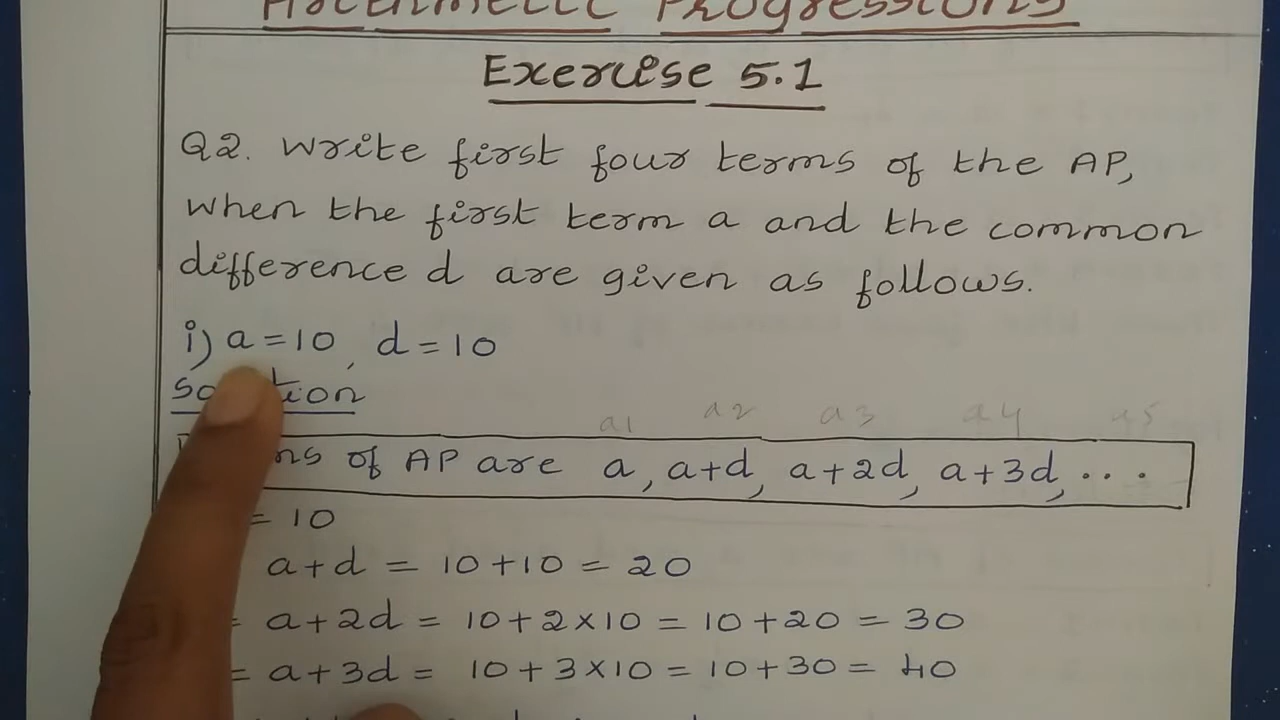 Arithmetic Progressions
Exercise 5.1
Q2. Write first four terms of the AP,
when the first term a and the common
difference d are given as follows.
i) a = 10, d = 10
a1 a2 a3 a4 a5
of AP are a, a+d, a+2d, a+3d, ...
= 10
a+d = 10+10 = 20
= a+2d = 10+2×10 = 10+20 = 30
= a+3d = 10+3×10 = 10+30 = 40